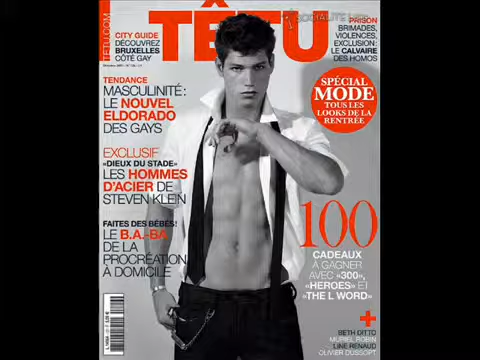 TETU.COM
CITY GUIDE
DÉCOUVREZ
BRUXELLES
CÔTÉ GAY
TÊTU
SOCIALITE LIFE
PRISON
BRIMADES,
VIOLENCES,
EXCLUSION:
LE CALVAIRE
DES HOMOS
TENDANCE
MASCULINITÉ:
LE NOUVEL
ELDORADO
DES GAYS
SPÉCIAL
MODE
TOUS LES
LOOKS DE LA
RENTRÉE
EXCLUSIF
«DIEUX DU STADE»
LES HOMMES
D'ACIER DE
STEVEN KLEIN
FAITES DES BÉBÉS!
LE B.A.-BA
DE LA
PROCRÉATION
À DOMICILE
100
CADEAUX
À GAGNER
AVEC «300»,
«HEROES» ET
«THE L WORD»
+
BETH DITTO
MURIEL ROBIN
LINE RENAUD
OLIVIER DUSSOPT